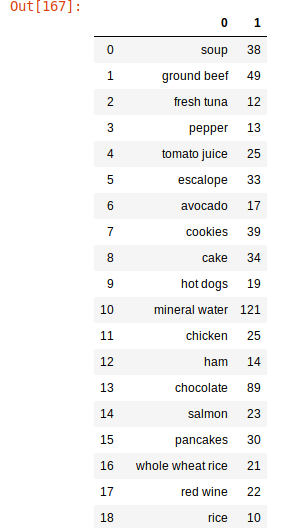 Out[167]:
0 1
0 soup 38
1 ground beef 49
2 fresh tuna 12
3 pepper 13
4 tomato juice 25
5 escalope 33
6 avocado 17
7 cookies 39
8 cake 34
9 hot dogs 19
10 mineral water 121
11 chicken 25
12 ham 14
13 chocolate 89
14 salmon 23
15 pancakes 30
16 whole wheat rice 21
17 red wine 22
18 rice 10